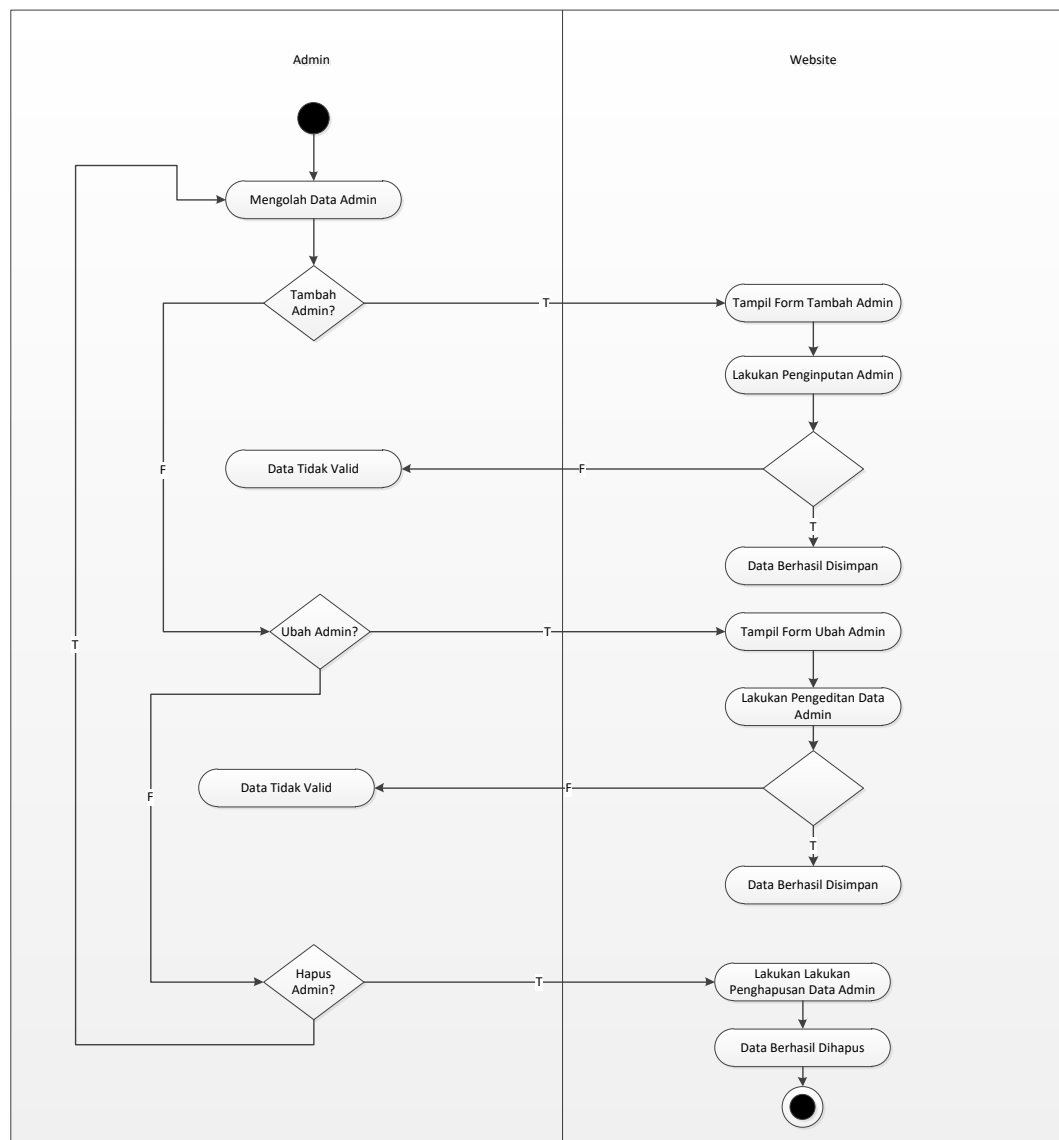 Admin
Website
Mengolah Data Admin
Tambah
Admin?
T
Tampil Form Tambah Admin
Lakukan Penginputan Admin
F
Data Tidak Valid
F
T
Data Berhasil Disimpan
Ubah Admin?
T
Tampil Form Ubah Admin
T
Lakukan Pengeditan Data
Admin
F
Data Tidak Valid
F
T
Data Berhasil Disimpan
Hapus
Admin?
T
Lakukan Lakukan
Penghapusan Data Admin
Data Berhasil Dihapus